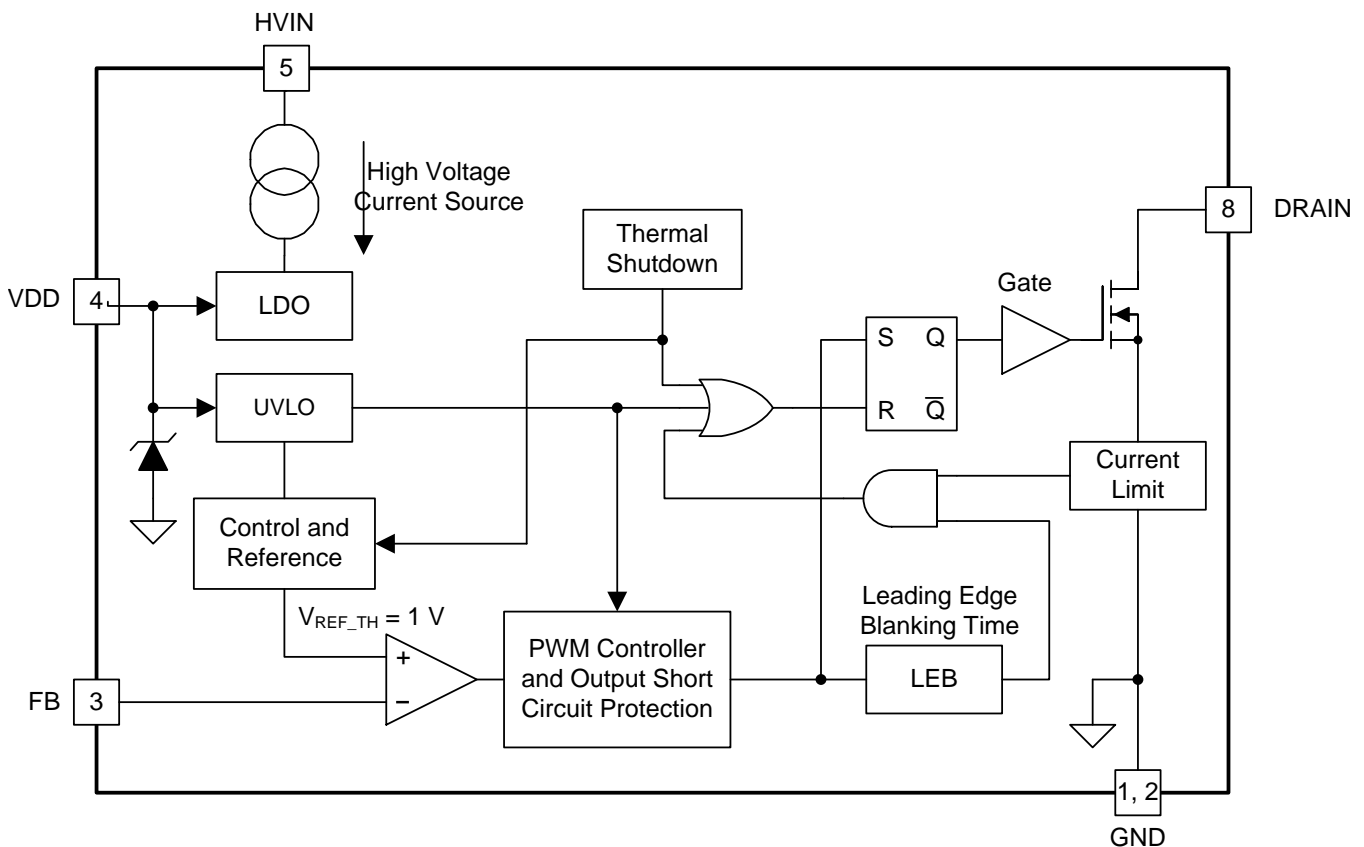 HVIN
5
High Voltage
Current Source
8
DRAIN
Thermal
Shutdown
VDD
4
LDO
Gate
S
Q
UVLO
R
Q̅
Current
Limit
Control and
Reference
V_REF_TH = 1 V
Leading Edge
Blanking Time
+
PWM Controller
and Output Short
Circuit Protection
LEB
FB
3
−
1, 2
GND